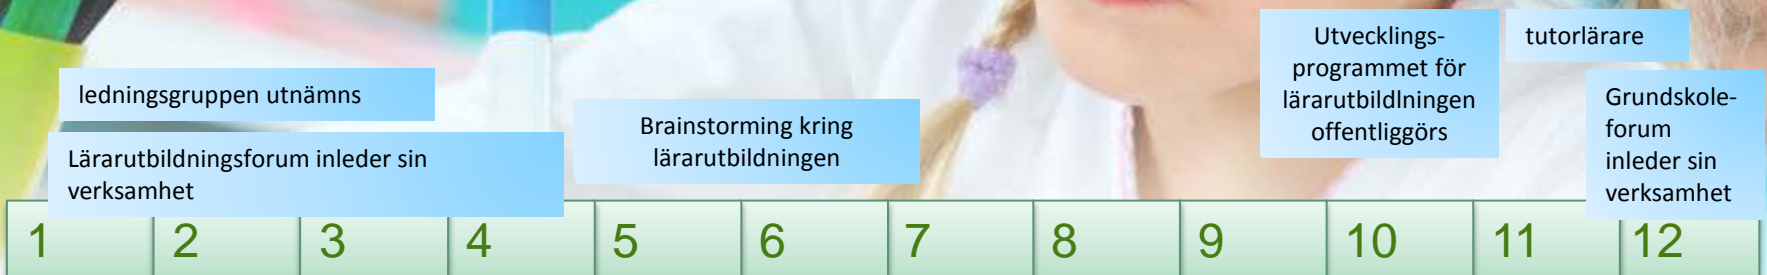 ledningsgruppen utnämns
Lärarutbildningsforum inleder sin
verksamhet
Brainstorming kring
lärarutbildningen
Utvecklings-
programmet för
lärarutbildlningen
offentliggörs
tutorlärare
Grundskole-
forum
inleder sin
verksamhet
1 2 3 4 5 6 7 8 9 10 11 12